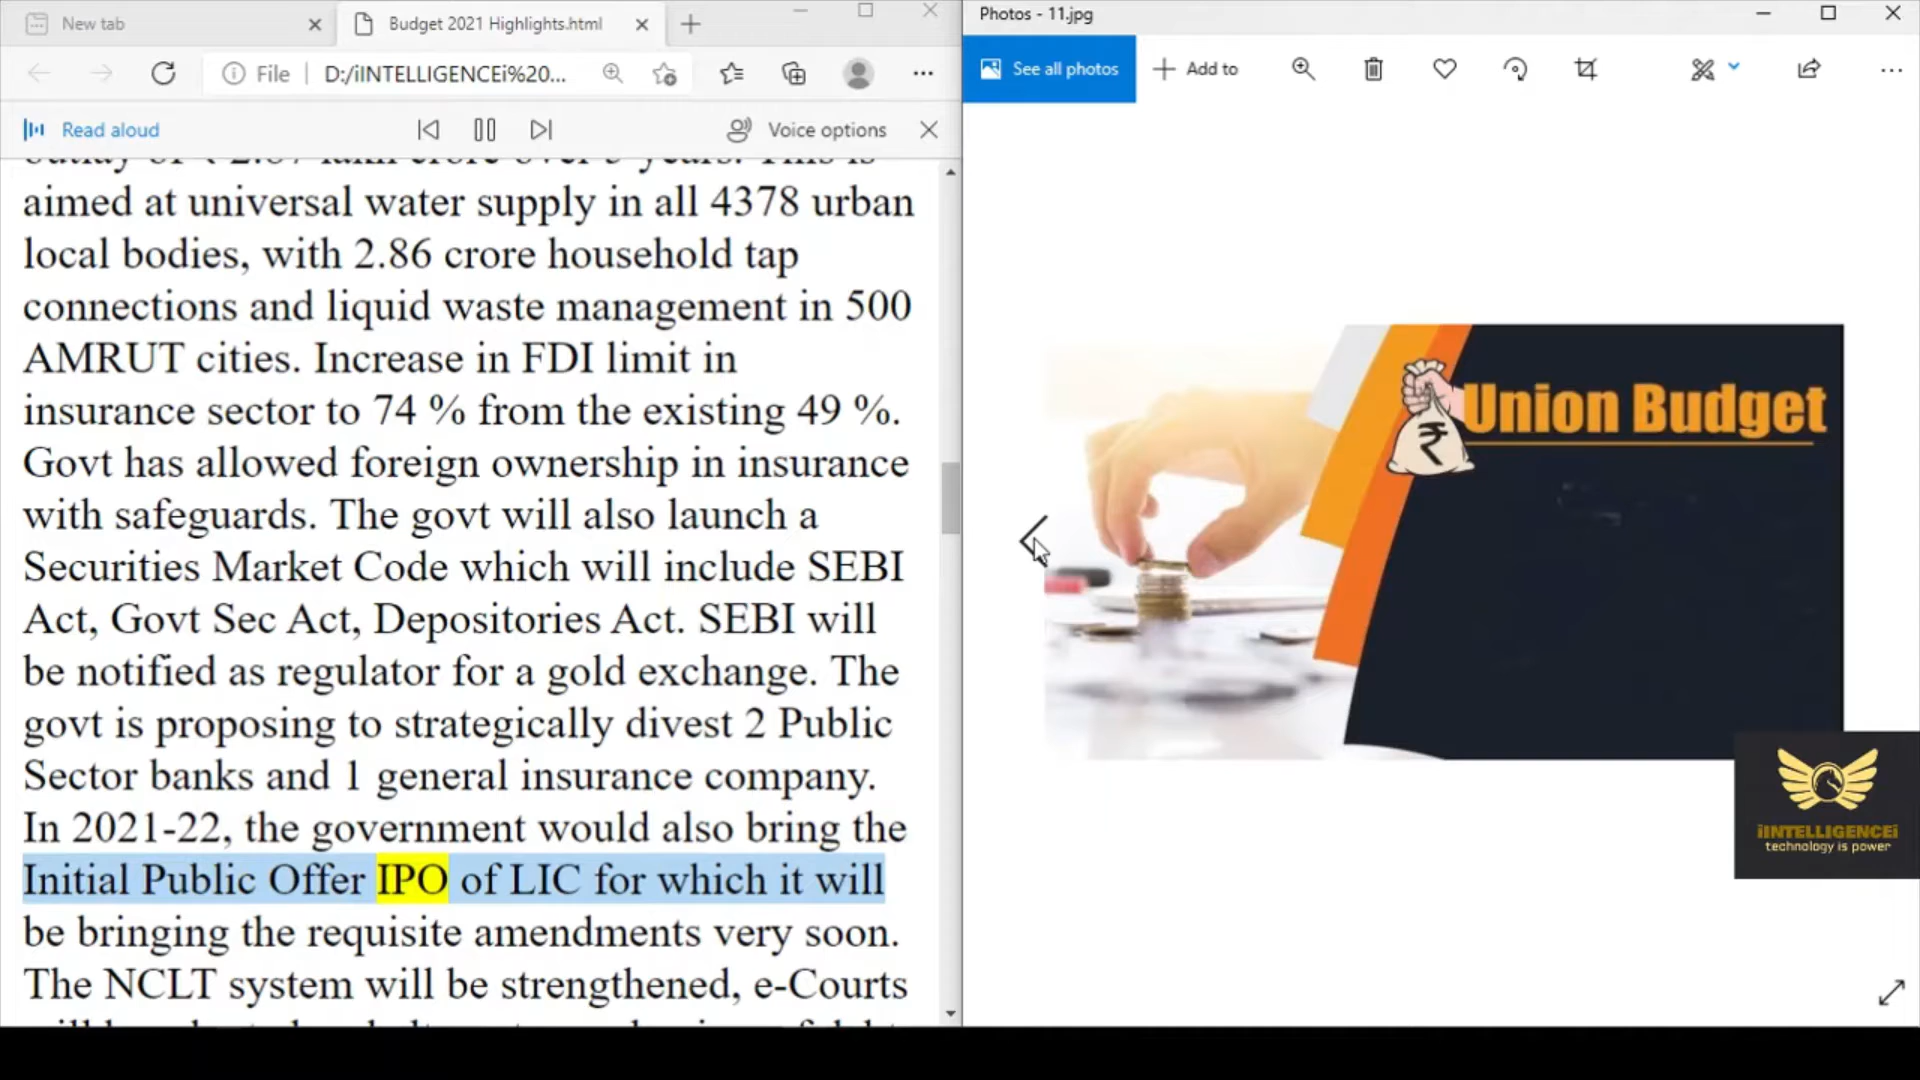 New tab
Budget 2021 Highlights.html
File
D:/iINTELLIGENCEi%20...
Read aloud
Voice options
aimed at universal water supply in all 4378 urban
local bodies, with 2.86 crore household tap
connections and liquid waste management in 500
AMRUT cities. Increase in FDI limit in
insurance sector to 74 % from the existing 49 %.
Govt has allowed foreign ownership in insurance
with safeguards. The govt will also launch a
Securities Market Code which will include SEBI
Act, Govt Sec Act, Depositories Act. SEBI will
be notified as regulator for a gold exchange. The
govt is proposing to strategically divest 2 Public
Sector banks and 1 general insurance company.
In 2021-22, the government would also bring the
Initial Public Offer IPO of LIC for which it will
be bringing the requisite amendments very soon.
The NCLT system will be strengthened, e-Courts
Photos - 11.jpg
See all photos
Add to
Union Budget
₹
iINTELLIGENCEi
technology is power